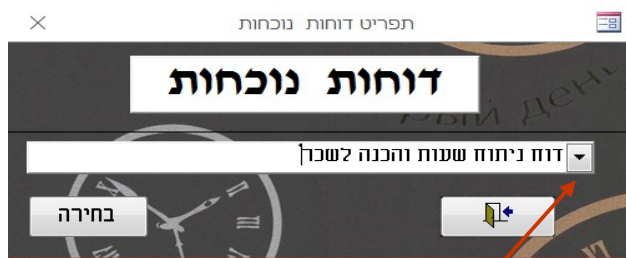 תפריט דוחות נוכחות
דוחות נוכחות
דוח ניתוח שעות והכנה לשכר
בחירה